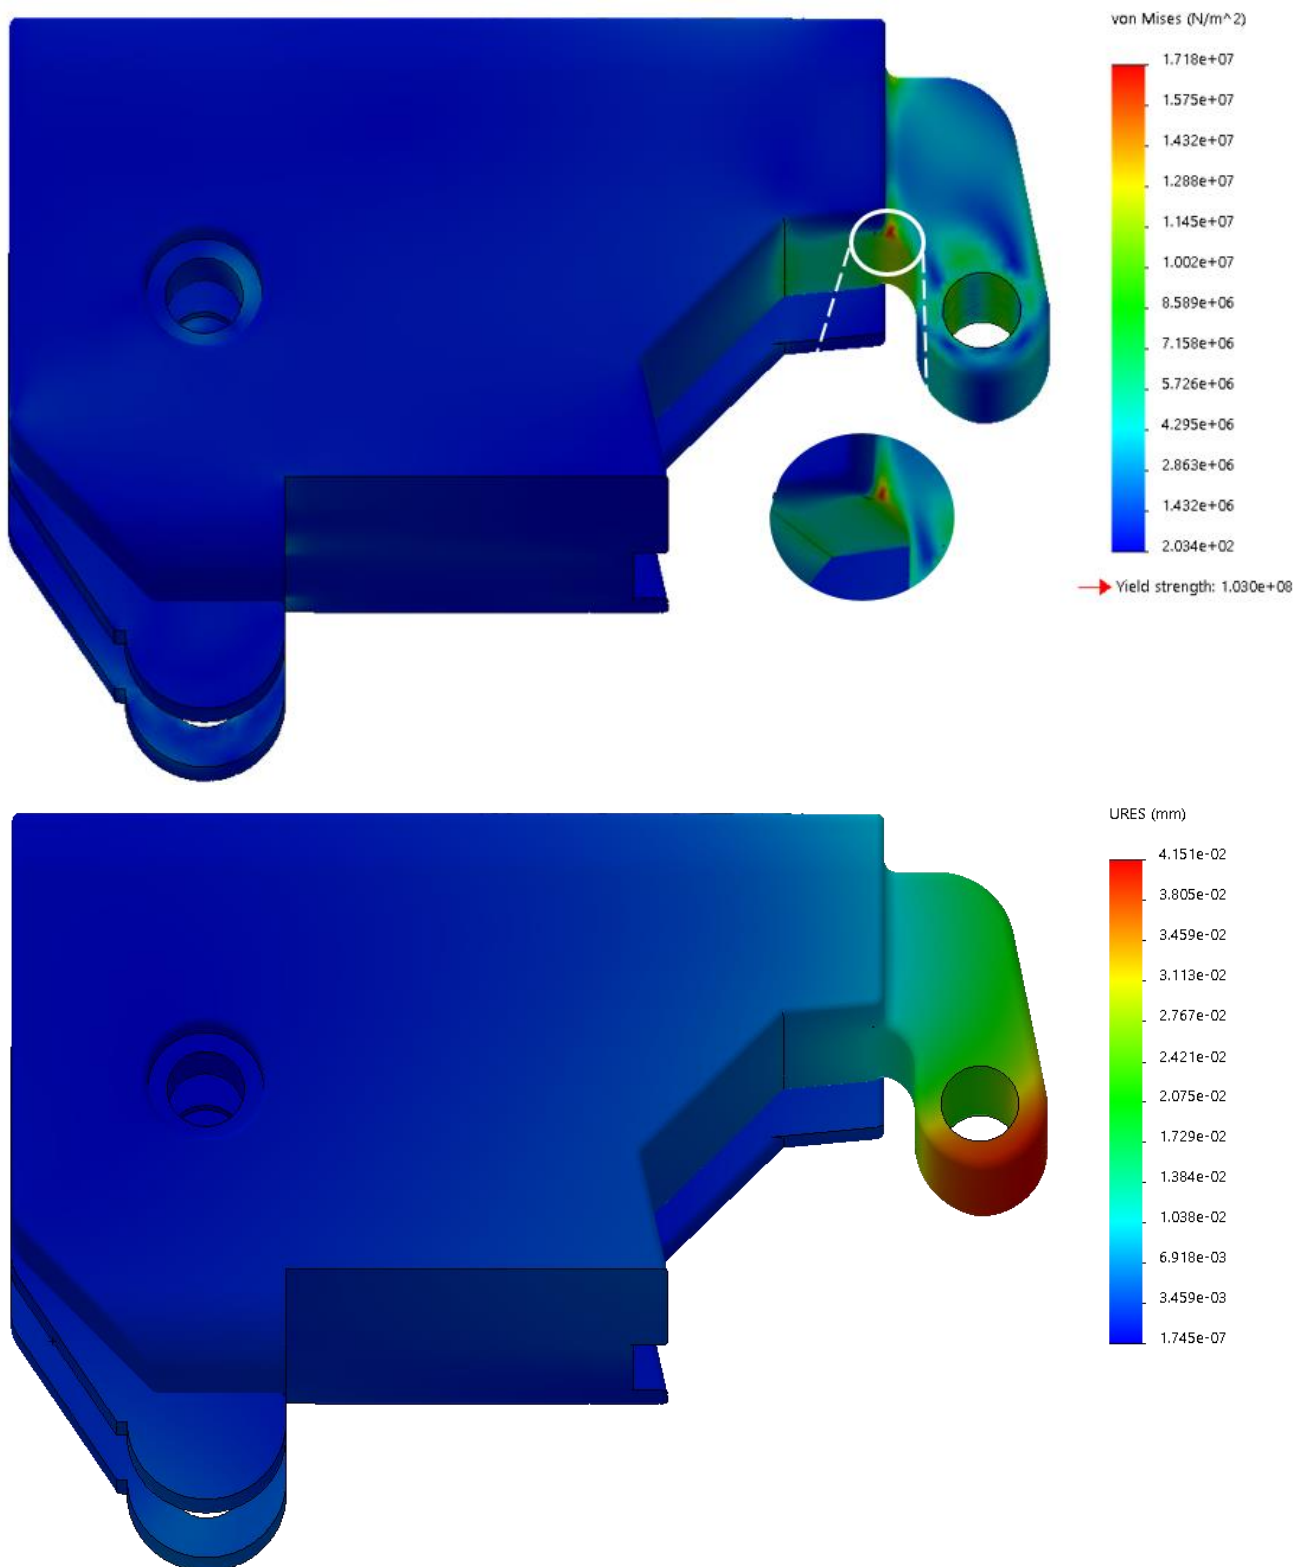 von Mises (N/m^2)
1.718e+07
1.575e+07
1.432e+07
1.288e+07
1.145e+07
1.002e+07
8.589e+06
7.158e+06
5.726e+06
4.295e+06
2.863e+06
1.432e+06
2.034e+02
Yield strength: 1.030e+08
URES (mm)
4.151e-02
3.805e-02
3.459e-02
3.113e-02
2.767e-02
2.421e-02
2.075e-02
1.729e-02
1.384e-02
1.038e-02
6.918e-03
3.459e-03
1.745e-07